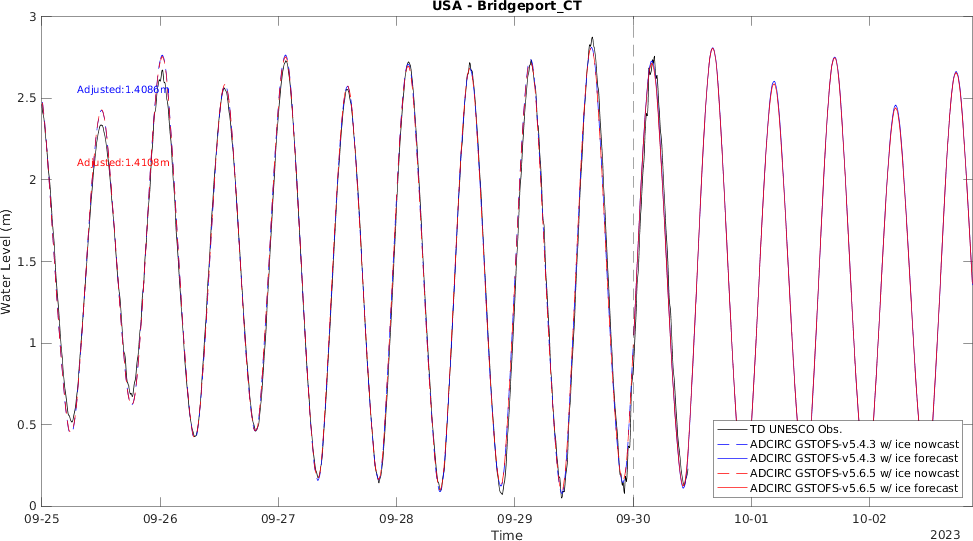 USA - Bridgeport_CT
3
2.5
2
1.5
1
0.5
0
Water Level (m)
Adjusted:1.4086m
Adjusted:1.4108m
TD UNESCO Obs.
ADCIRC GSTOFS-v5.4.3 w/ ice nowcast
ADCIRC GSTOFS-v5.4.3 w/ ice forecast
ADCIRC GSTOFS-v5.6.5 w/ ice nowcast
ADCIRC GSTOFS-v5.6.5 w/ ice forecast
09-25
09-26
09-27
09-28
09-29
09-30
10-01
10-02
Time
2023